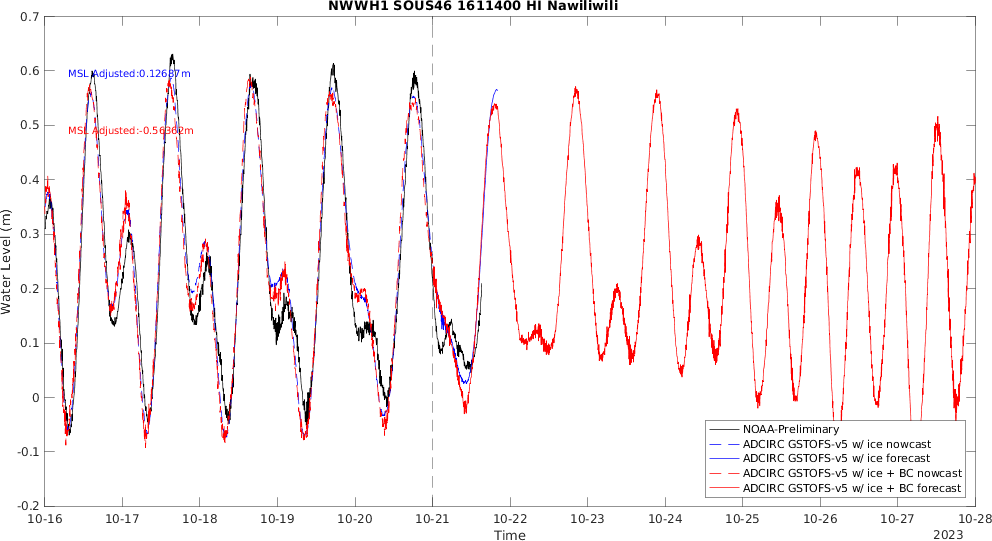 NWWH1 SOUS46 1611400 HI Nawiliwili
0.7
0.6
0.5
0.4
0.3
0.2
0.1
0
-0.1
-0.2
Water Level (m)
MSL Adjusted:0.12687m
MSL Adjusted:-0.56362m
NOAA-Preliminary
ADCIRC GSTOFS-v5 w/ ice nowcast
ADCIRC GSTOFS-v5 w/ ice forecast
ADCIRC GSTOFS-v5 w/ ice + BC nowcast
ADCIRC GSTOFS-v5 w/ ice + BC forecast
10-16 10-17 10-18 10-19 10-20 10-21 10-22 10-23 10-24 10-25 10-26 10-27 10-28
Time
2023